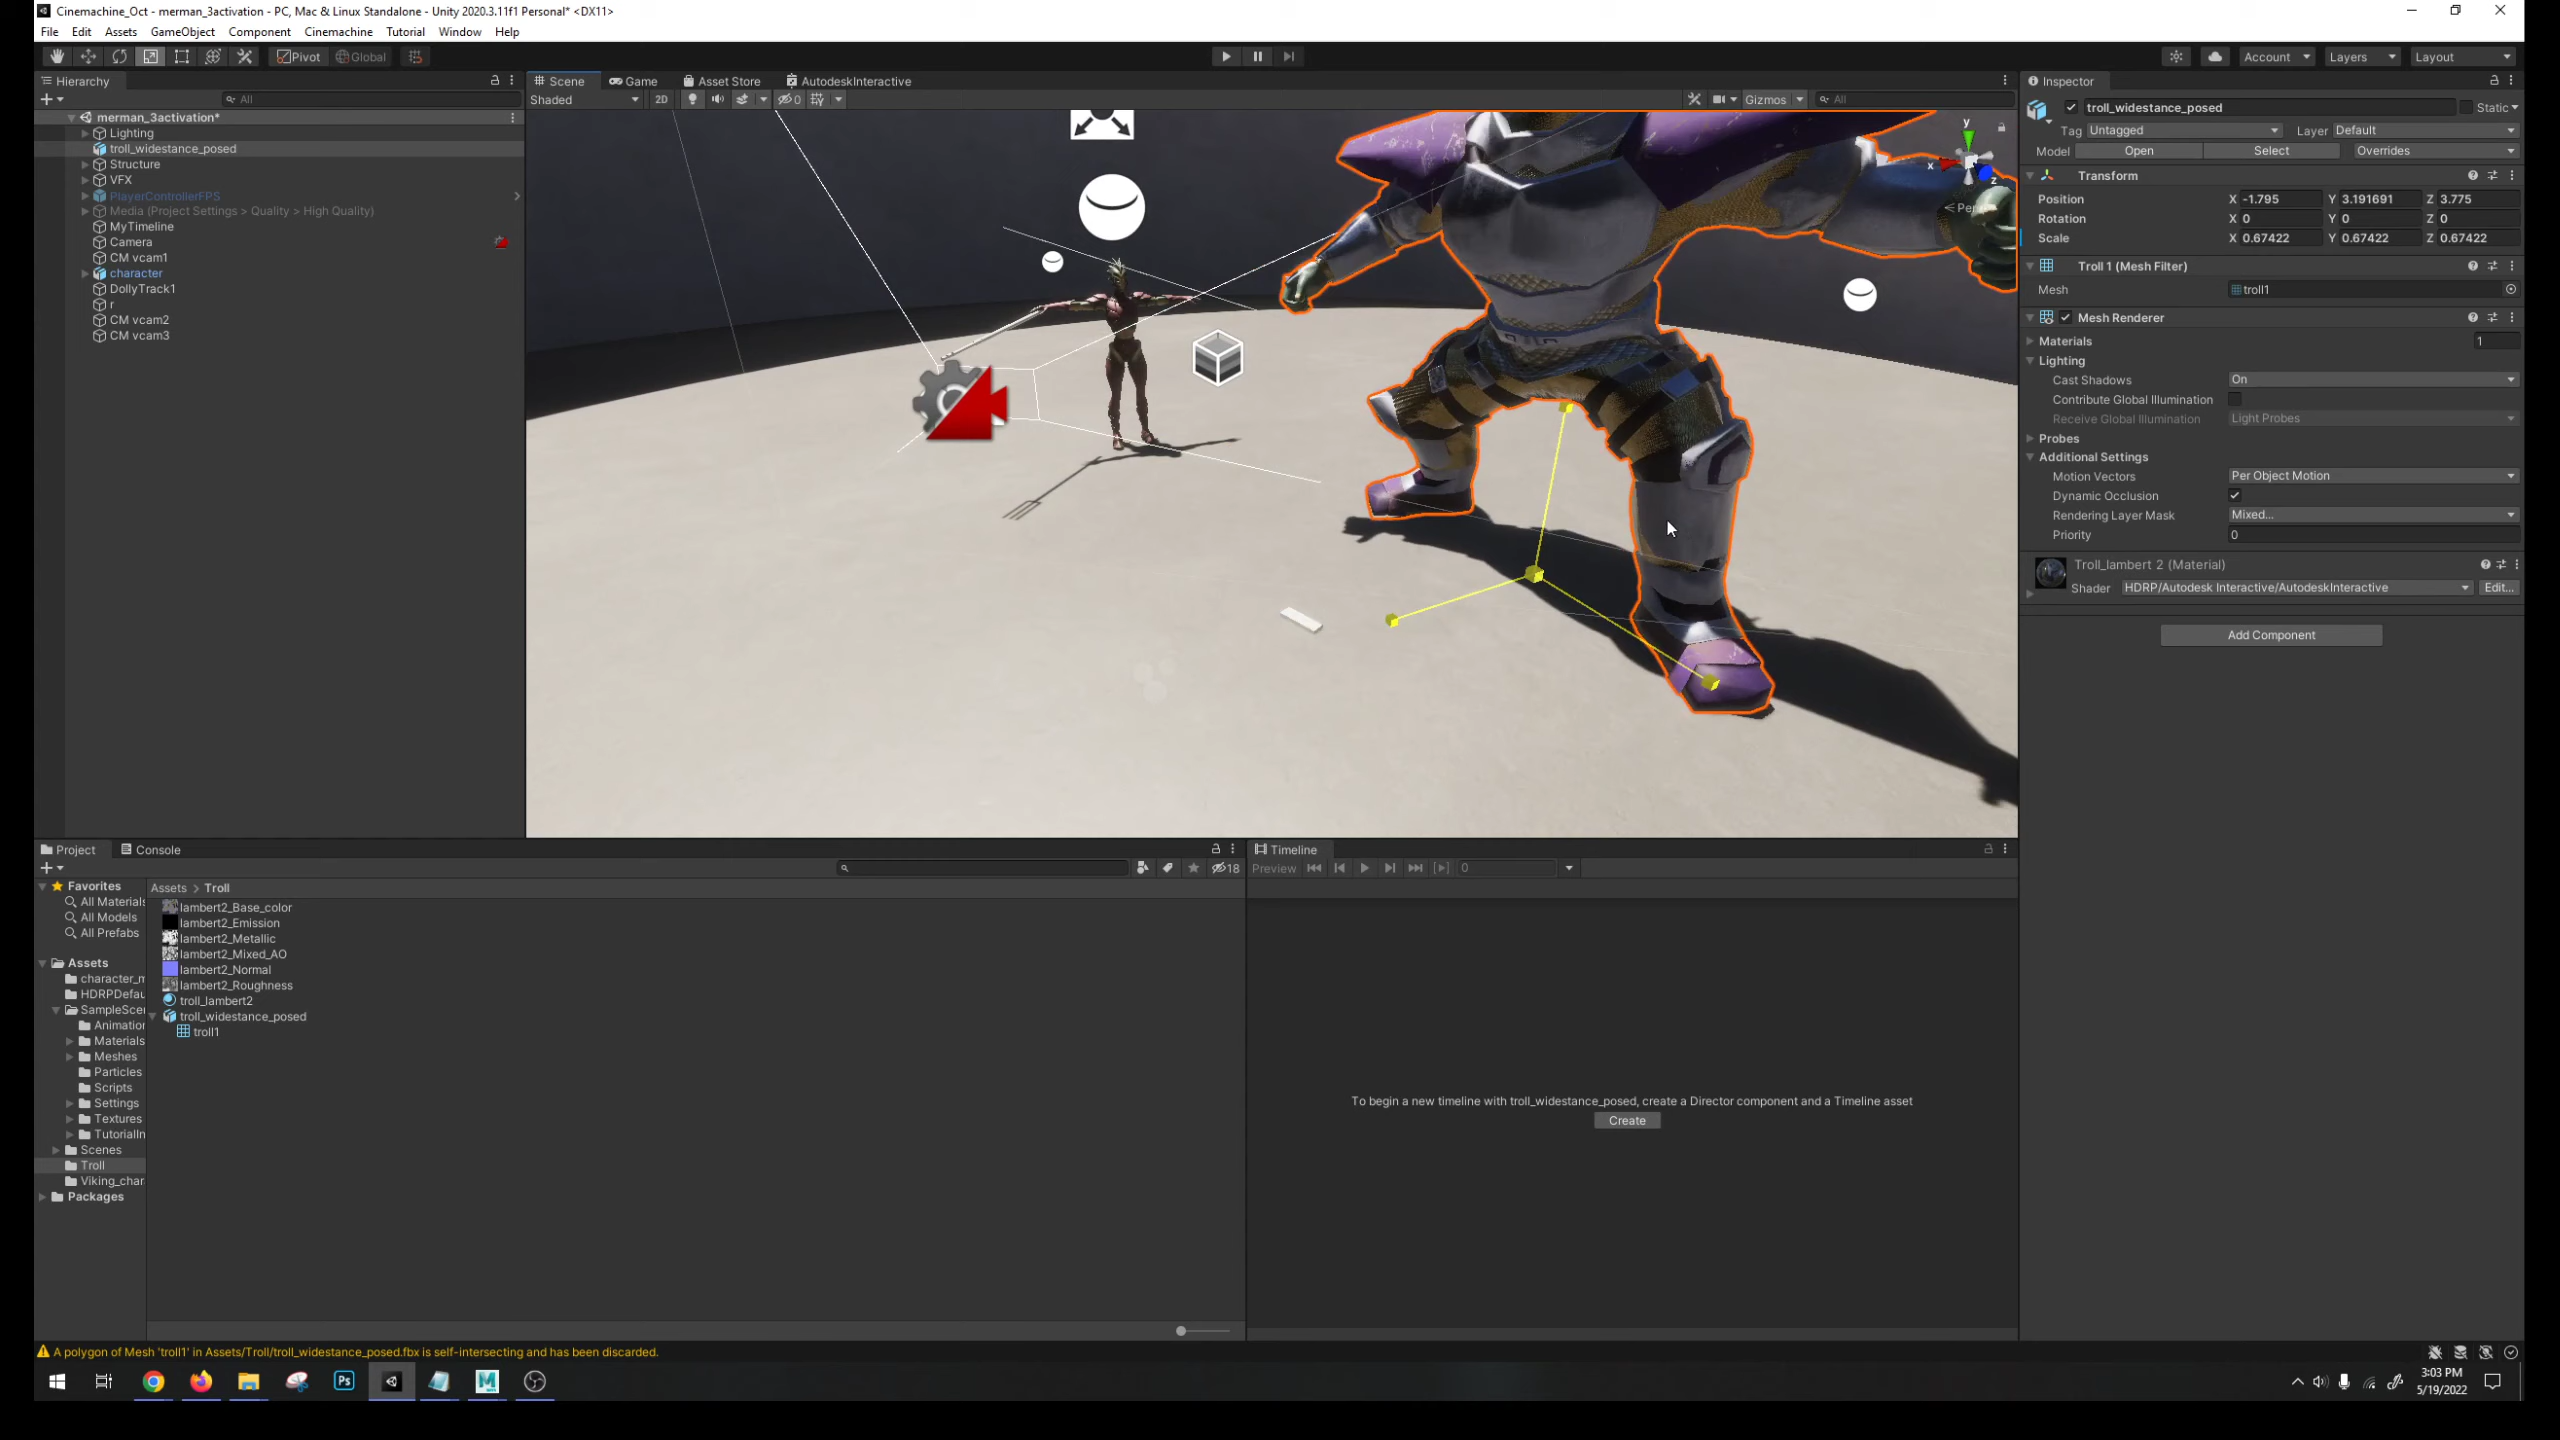 Cinemachine_Oct - merman_3activation - PC, Mac & Linux Standalone - Unity 2020.3.11f1 Personal* <DX11>
File Edit Assets GameObject Component Cinemachine Tutorial Window Help
Pivot Global Account Layers Layout
Hierarchy
All
merman_3activation*
Lighting
troll_widestance_posed
Structure
VFX
PlayerControllerFPS
Media (Project Settings > Quality > High Quality)
MyTimeline
Camera
CM vcam1
character
DollyTrack1
r
CM vcam2
CM vcam3
Scene Game Asset Store AutodeskInteractive
Shaded 2D 0 Gizmos All
y
x
z
Inspector
troll_widestance_posed Static
Tag Untagged Layer Default
Model Open Select Overrides
Transform
Position X -1.795 Y 3.191691 Z 3.775
Rotation X 0 Y 0 Z 0
Scale X 0.67422 Y 0.67422 Z 0.67422
Troll 1 (Mesh Filter)
Mesh troll1
Mesh Renderer
Materials 1
Lighting
Cast Shadows On
Contribute Global Illumination
Receive Global Illumination Light Probes
Probes
Additional Settings
Motion Vectors Per Object Motion
Dynamic Occlusion
Rendering Layer Mask Mixed...
Priority 0
Troll_lambert 2 (Material)
Shader HDRP/Autodesk Interactive/AutodeskInteractive Edit...
Add Component
Project Console
18
Favorites
All Materials
All Models
All Prefabs
Assets
character_m
HDRPDefau
SampleScen
Animation
Materials
Meshes
Particles
Scripts
Settings
Textures
TutorialIn
Scenes
Troll
Viking_char
Packages
Assets > Troll
lambert2_Base_color
lambert2_Emission
lambert2_Metallic
lambert2_Mixed_AO
lambert2_Normal
lambert2_Roughness
troll_lambert2
troll_widestance_posed
troll1
Timeline
Preview 0
To begin a new timeline with troll_widestance_posed, create a Director component and a Timeline asset
Create
A polygon of Mesh 'troll1' in Assets/Troll/troll_widestance_posed.fbx is self-intersecting and has been discarded.
Ps
M
3:03 PM
5/19/2022